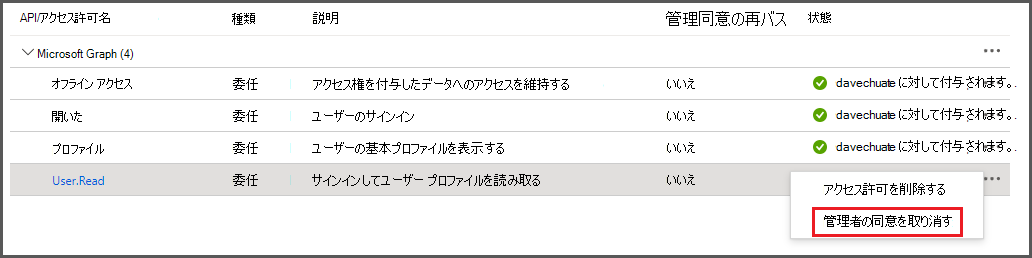 API/アクセス許可名 種類 説明 管理同意の再バス 状態
Microsoft Graph (4)
オフライン アクセス 委任 アクセス権を付与したデータへのアクセスを維持する いいえ davechuate に対して付与されます。
開いた 委任 ユーザーのサインイン いいえ davechuate に対して付与されます。
プロファイル 委任 ユーザーの基本プロファイルを表示する いいえ davechuate に対して付与されます。
User.Read 委任 サインインしてユーザー プロファイルを読み取る いいえ
アクセス許可を削除する
管理者の同意を取り消す